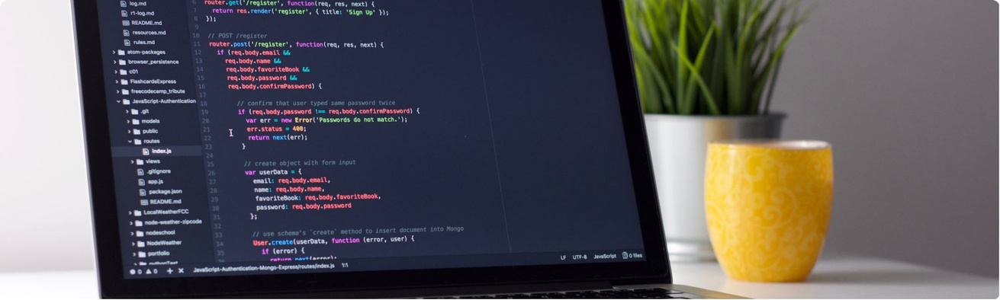 log.md
r1-log.md
README.md
resources.md
rules.md
atom-packages
browser_persistence
c01
FlashcardsExpress
freecodecamp_tribute
JavaScript-Authentication
.git
models
public
routes
index.js
views
.gitignore
app.js
package.json
README.md
LocalWeatherFCC
node-weather-zipcode
nodeschool
NodeWeather
portfolio
6 router.get('/register', function(req, res, next) {
7 return res.render('register', { title: 'Sign Up' });
8 });
9
10 // POST /register
11 router.post('/register', function(req, res, next) {
12 if (req.body.email &&
13 req.body.name &&
14 req.body.favoriteBook &&
15 req.body.password &&
16 req.body.confirmPassword) {
17
18 // confirm that user typed same password twice
19 if (req.body.password !== req.body.confirmPassword) {
20 var err = new Error('Passwords do not match.');
21 err.status = 400;
22 return next(err);
23 }
24
25 // create object with form input
26 var userData = {
27 email: req.body.email,
28 name: req.body.name,
29 favoriteBook: req.body.favoriteBook,
30 password: req.body.password
31 };
32
33 // use schema's `create` method to insert document into Mongo
34 User.create(userData, function (error, user) {
35 if (error) {
return next(error);
0 0 JavaScript-Authentication-Mongo-Express/routes/index.js 1:1 LF UTF-8 JavaScript 0 files